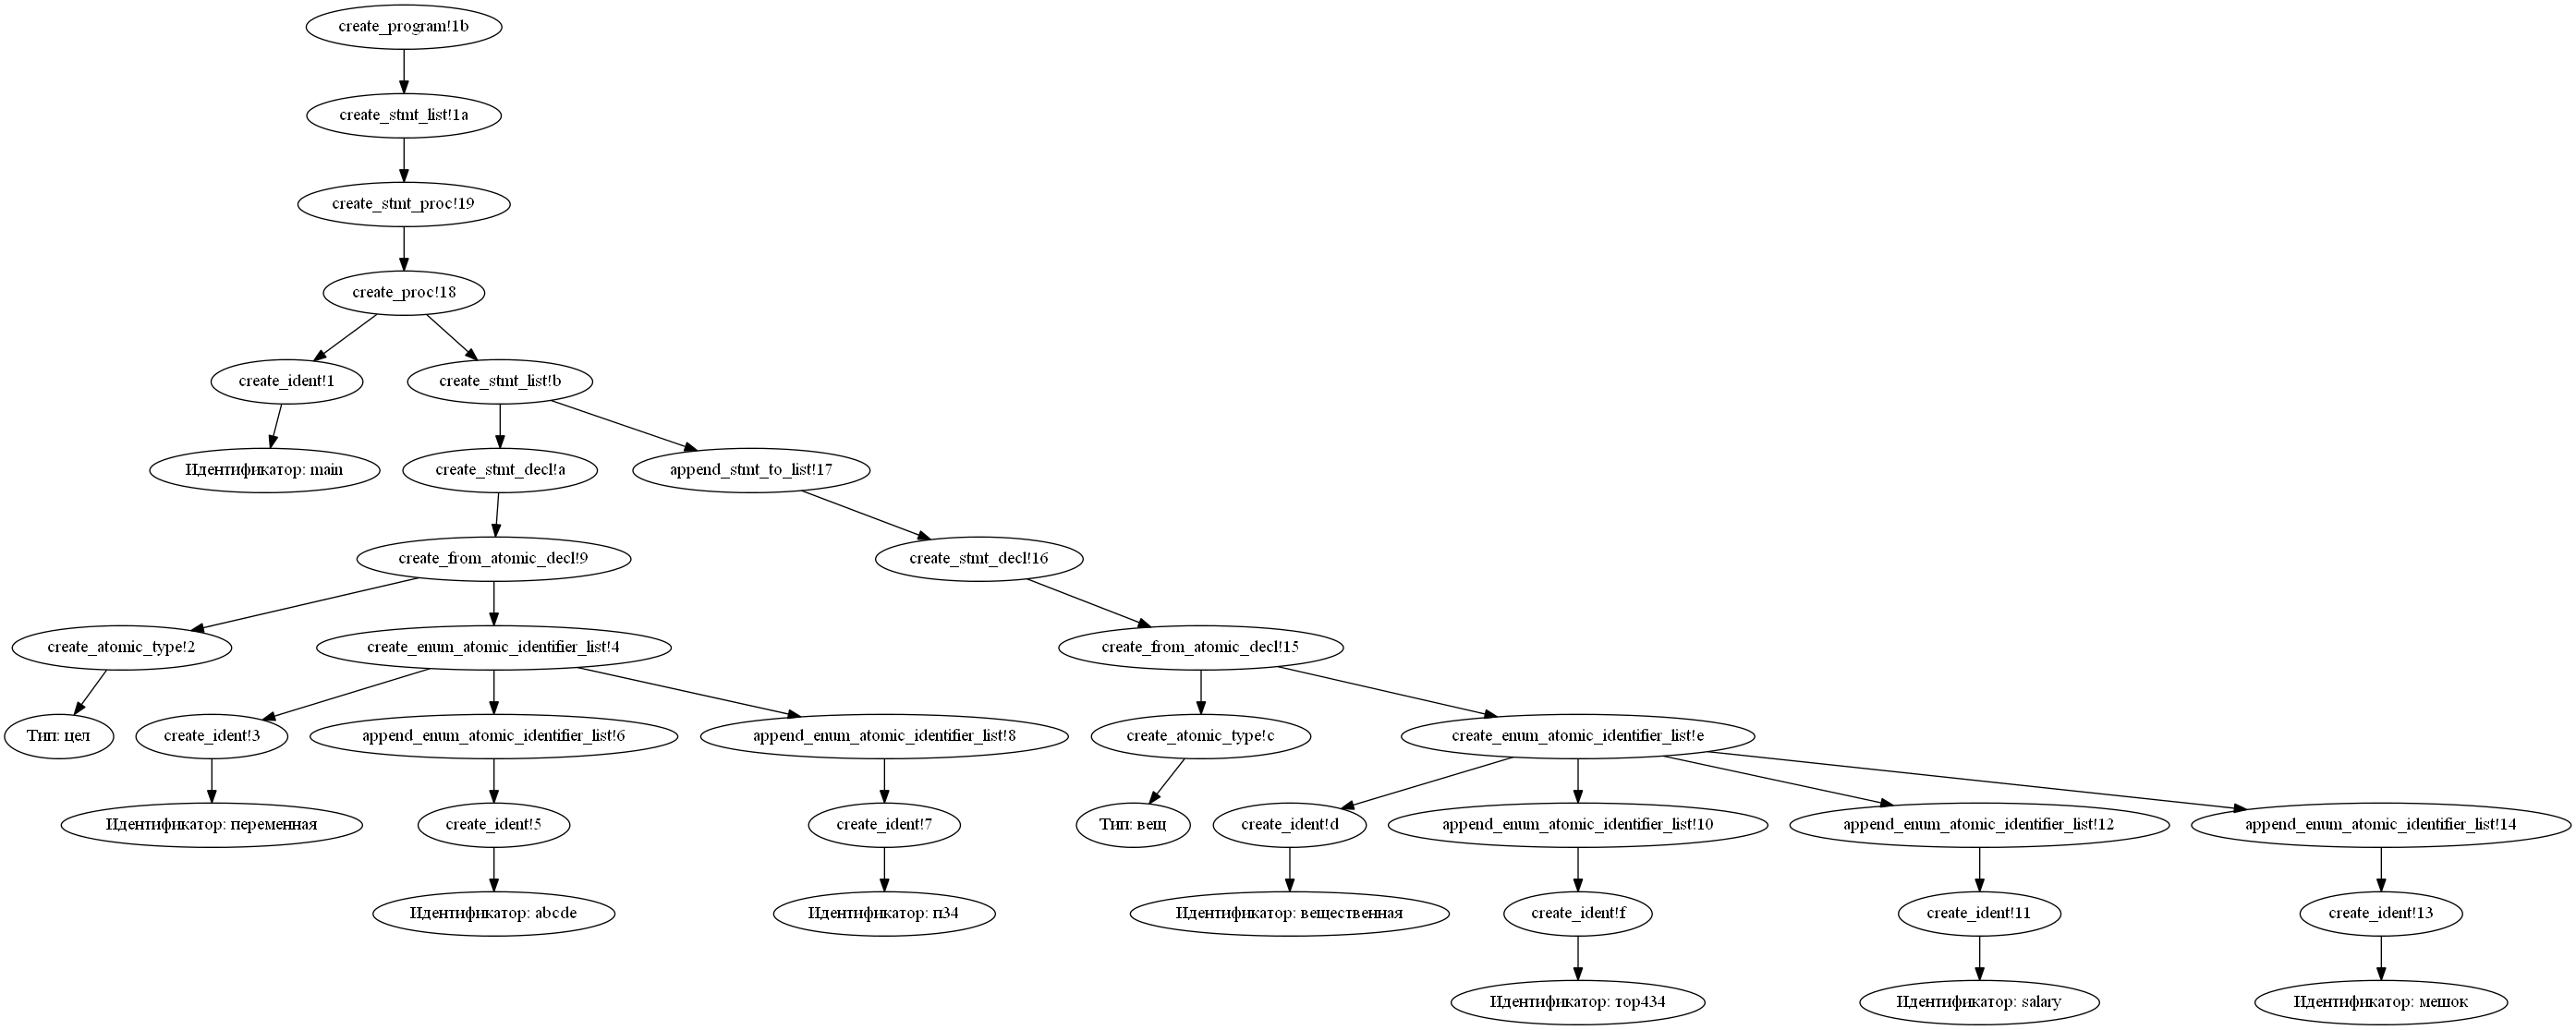 create_program!1b
create_stmt_list!1a
create_stmt_proc!19
create_proc!18
create_ident!1
create_stmt_list!b
Идентификатор: main
create_stmt_decl!a
append_stmt_to_list!17
create_from_atomic_decl!9
create_stmt_decl!16
create_atomic_type!2
create_enum_atomic_identifier_list!4
create_from_atomic_decl!15
Тип: цел
create_ident!3
append_enum_atomic_identifier_list!6
append_enum_atomic_identifier_list!8
create_atomic_type!c
create_enum_atomic_identifier_list!e
Идентификатор: переменная
create_ident!5
create_ident!7
Тип: вещ
create_ident!d
append_enum_atomic_identifier_list!10
append_enum_atomic_identifier_list!12
append_enum_atomic_identifier_list!14
Идентификатор: abcde
Идентификатор: п34
Идентификатор: вещественная
create_ident!f
create_ident!11
create_ident!13
Идентификатор: тор434
Идентификатор: salary
Идентификатор: мешок